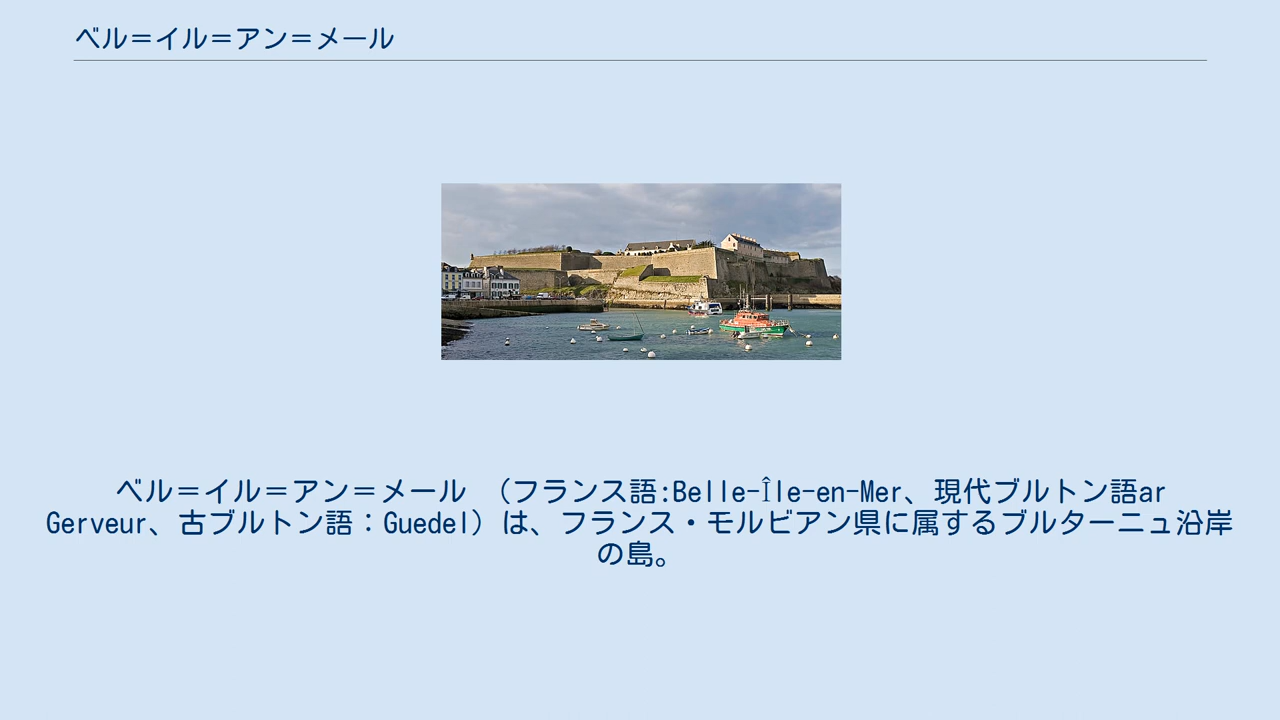 ベル＝イル＝アン＝メール
ベル＝イル＝アン＝メール　（フランス語:Belle-Île-en-Mer、現代ブルトン語ar
Gerveur、古ブルトン語：Guedel）は、フランス・モルビアン県に属するブルターニュ沿岸
の島。